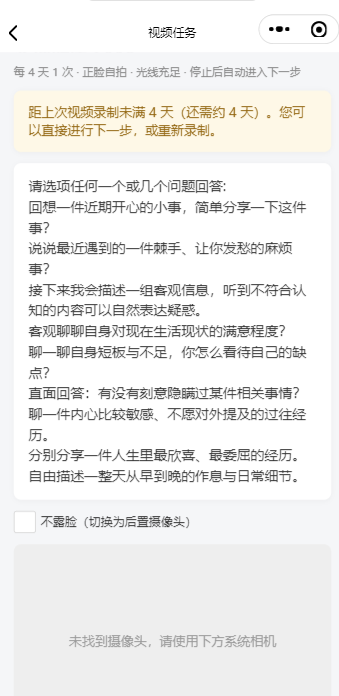 视频任务
每 4 天 1 次 · 正脸自拍 · 光线充足 · 停止后自动进入下一步
距上次视频录制未满 4 天（还需约 4 天）。您可
以直接进行下一步，或重新录制。
请选项任何一个或几个问题回答:
回想一件近期开心的小事，简单分享一下这件
事?
说说最近遇到的一件棘手、让你发愁的麻烦
事?
接下来我会描述一组客观信息，听到不符合认
知的内容可以自然表达疑惑。
客观聊聊自身对现在生活现状的满意程度?
聊一聊自身短板与不足，你怎么看待自己的缺
点?
直面回答：有没有刻意隐瞒过某件相关事情?
聊一件内心比较敏感、不愿对外提及的过往经
历。
分别分享一件人生里最欣喜、最委屈的经历。
自由描述一整天从早到晚的作息与日常细节。
不露脸（切换为后置摄像头）
未找到摄像头，请使用下方系统相机